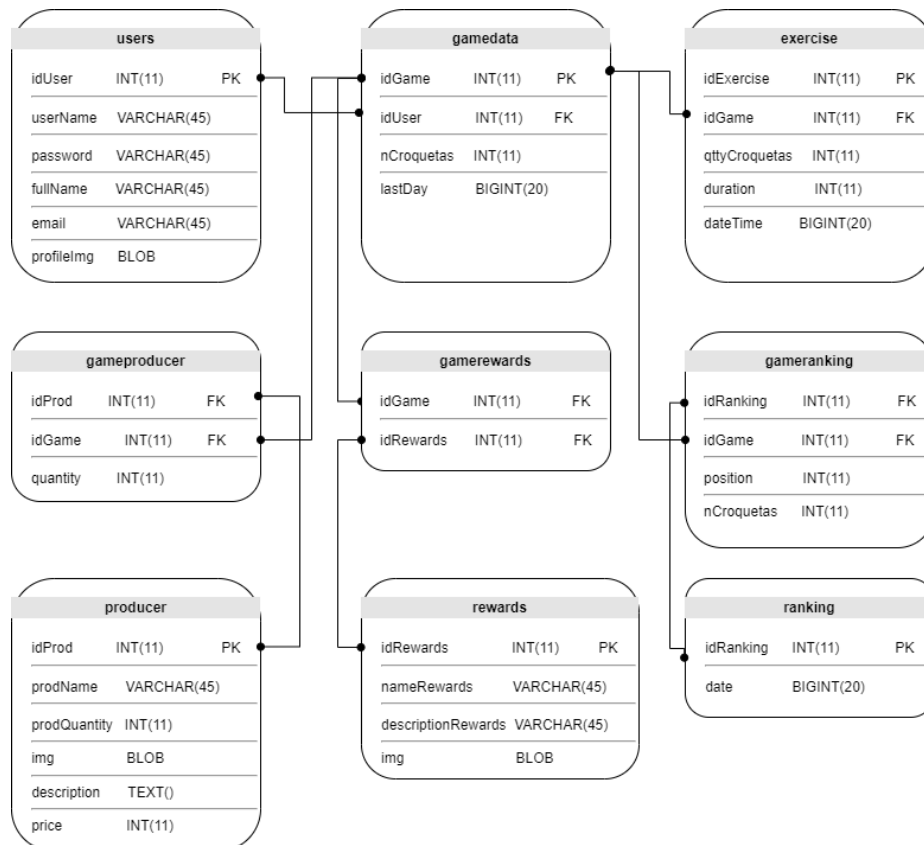 users
idUser INT(11) PK
userName VARCHAR(45)
password VARCHAR(45)
fullName VARCHAR(45)
email VARCHAR(45)
profileImg BLOB
gamedata
idGame INT(11) PK
idUser INT(11) FK
nCroquetas INT(11)
lastDay BIGINT(20)
exercise
idExercise INT(11) PK
idGame INT(11) FK
qttyCroquetas INT(11)
duration INT(11)
dateTime BIGINT(20)
gameproducer
idProd INT(11) FK
idGame INT(11) FK
quantity INT(11)
gamerewards
idGame INT(11) FK
idRewards INT(11) FK
gameranking
idRanking INT(11) FK
idGame INT(11) FK
position INT(11)
nCroquetas INT(11)
producer
idProd INT(11) PK
prodName VARCHAR(45)
prodQuantity INT(11)
img BLOB
description TEXT()
price INT(11)
rewards
idRewards INT(11) PK
nameRewards VARCHAR(45)
descriptionRewards VARCHAR(45)
img BLOB
ranking
idRanking INT(11) PK
date BIGINT(20)